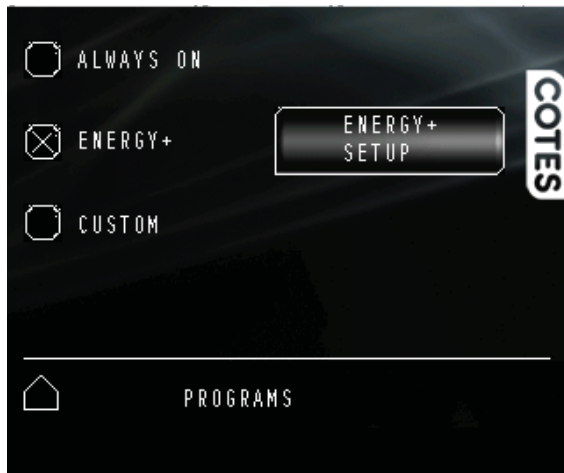 ALWAYS ON
ENERGY+
ENERGY+
SETUP
CUSTOM
COTES
PROGRAMS